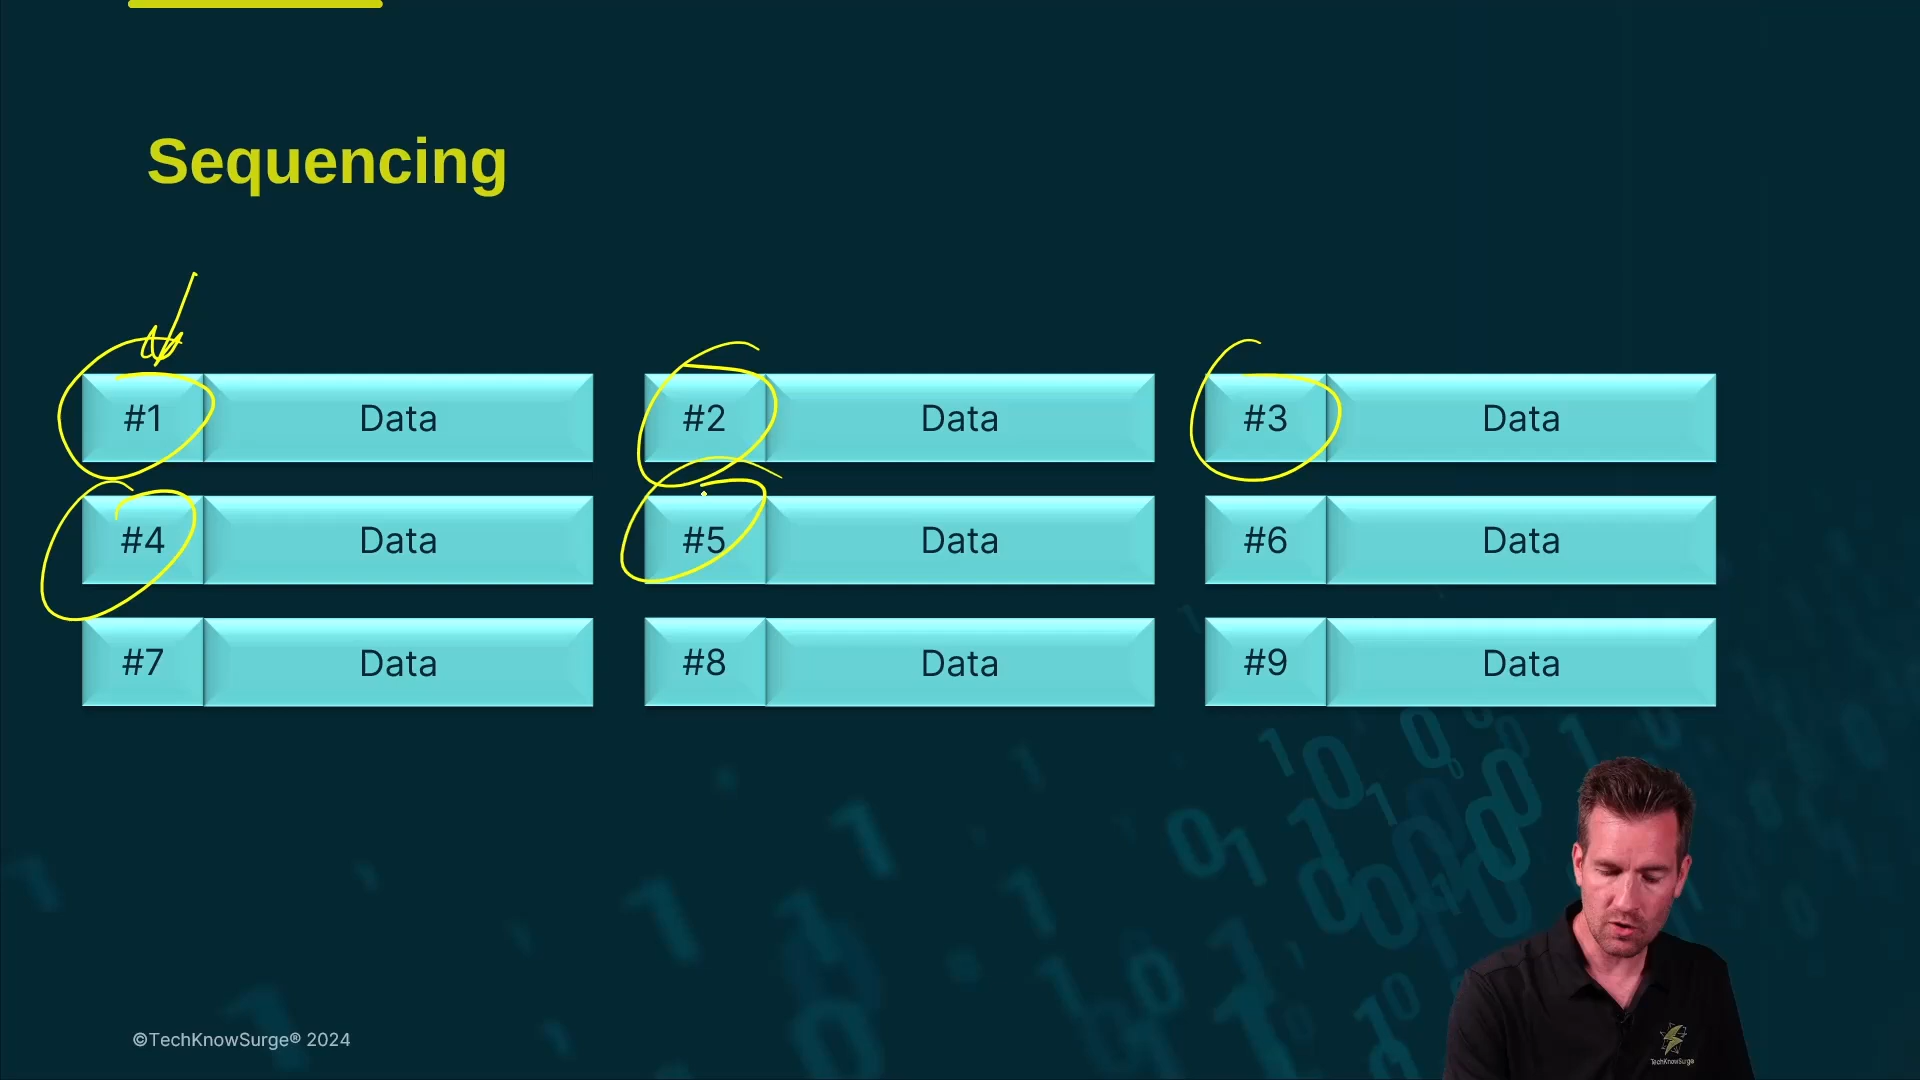 Sequencing
#1 Data #2 Data #3 Data
#4 Data #5 Data #6 Data
#7 Data #8 Data #9 Data
©TechKnowSurge® 2024
TechKnowSurge